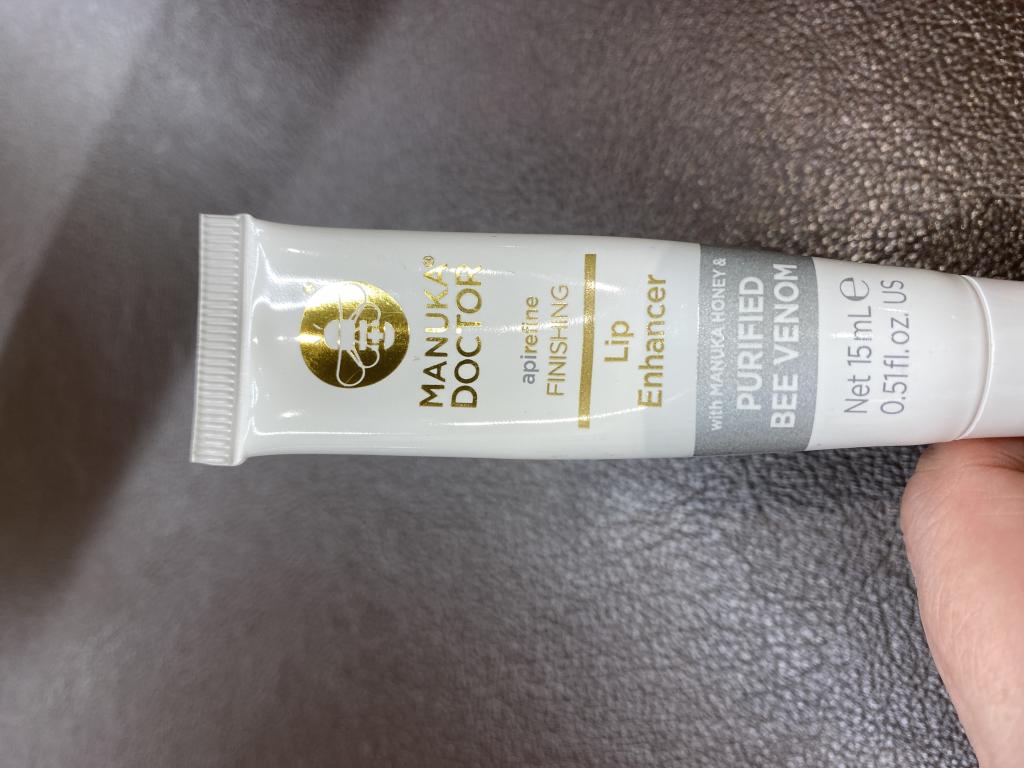 MANUKA®
DOCTOR
apirefine
FINISHING
Lip
Enhancer
with MANUKA HONEY &
PURIFIED
BEE VENOM
Net 15mL ℮
0.51fl.oz.US